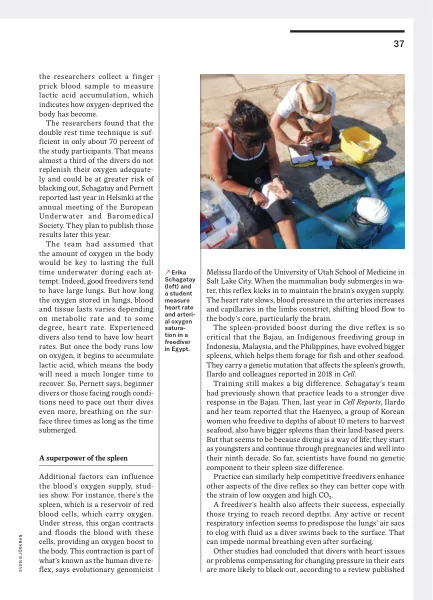 37
the researchers collect a finger
prick blood sample to measure
lactic acid accumulation, which
indicates how oxygen-deprived the
body has become.
The researchers found that the
double rest time technique is suf-
ficient in only about 70 percent of
the study participants. That means
almost a third of the divers do not
replenish their oxygen adequate-
ly and could be at greater risk of
blacking out, Schagatay and Pernett
reported last year in Helsinki at the
annual meeting of the European
Underwater and Baromedical
Society. They plan to publish those
results later this year.
The team had assumed that
the amount of oxygen in the body
would be key to lasting the full
time underwater during each at-
tempt. Indeed, good freedivers tend
to have large lungs. But how long
the oxygen stored in lungs, blood
and tissue lasts varies depending
on metabolic rate and to some
degree, heart rate. Experienced
divers also tend to have low heart
rates. But once the body runs low
on oxygen, it begins to accumulate
lactic acid, which means the body
will need a much longer time to
recover. So, Pernett says, beginner
divers or those facing rough condi-
tions need to pace out their dives
even more, breathing on the sur-
face three times as long as the time
submerged.
A superpower of the spleen
Additional factors can influence
the body's oxygen supply, stud-
ies show. For instance, there's the
spleen, which is a reservoir of red
blood cells, which carry oxygen.
Under stress, this organ contracts
and floods the blood with these
cells, providing an oxygen boost to
the body. This contraction is part of
what's known as the human dive re-
flex, says evolutionary genomicist
↗ Erika
Schagatay
(left) and
a student
measure
heart rate
and arteri-
al oxygen
satura-
tion in a
freediver
in Egypt.
Melissa Ilardo of the University of Utah School of Medicine in
Salt Lake City. When the mammalian body submerges in wa-
ter, this reflex kicks in to maintain the brain's oxygen supply.
The heart rate slows, blood pressure in the arteries increases
and capillaries in the limbs constrict, shifting blood flow to
the body's core, particularly the brain.
The spleen-provided boost during the dive reflex is so
critical that the Bajau, an Indigenous freediving group in
Indonesia, Malaysia, and the Philippines, have evolved bigger
spleens, which helps them forage for fish and other seafood.
They carry a genetic mutation that affects the spleen's growth,
Ilardo and colleagues reported in 2018 in Cell.
Training still makes a big difference. Schagatay's team
had previously shown that practice leads to a stronger dive
response in the Bajau. Then, last year in Cell Reports, Ilardo
and her team reported that the Haenyeo, a group of Korean
women who freedive to depths of about 10 meters to harvest
seafood, also have bigger spleens than their land-based peers.
But that seems to be because diving is a way of life; they start
as youngsters and continue through pregnancies and well into
their ninth decade. So far, scientists have found no genetic
component to their spleen size difference.
Practice can similarly help competitive freedivers enhance
other aspects of the dive reflex so they can better cope with
the strain of low oxygen and high CO₂.
A freediver's health also affects their success, especially
those trying to reach record depths. Any active or recent
respiratory infection seems to predispose the lungs' air sacs
to clog with fluid as a diver swims back to the surface. That
can impede normal breathing even after surfacing.
Other studies had concluded that divers with heart issues
or problems compensating for changing pressure in their ears
are more likely to black out, according to a review published